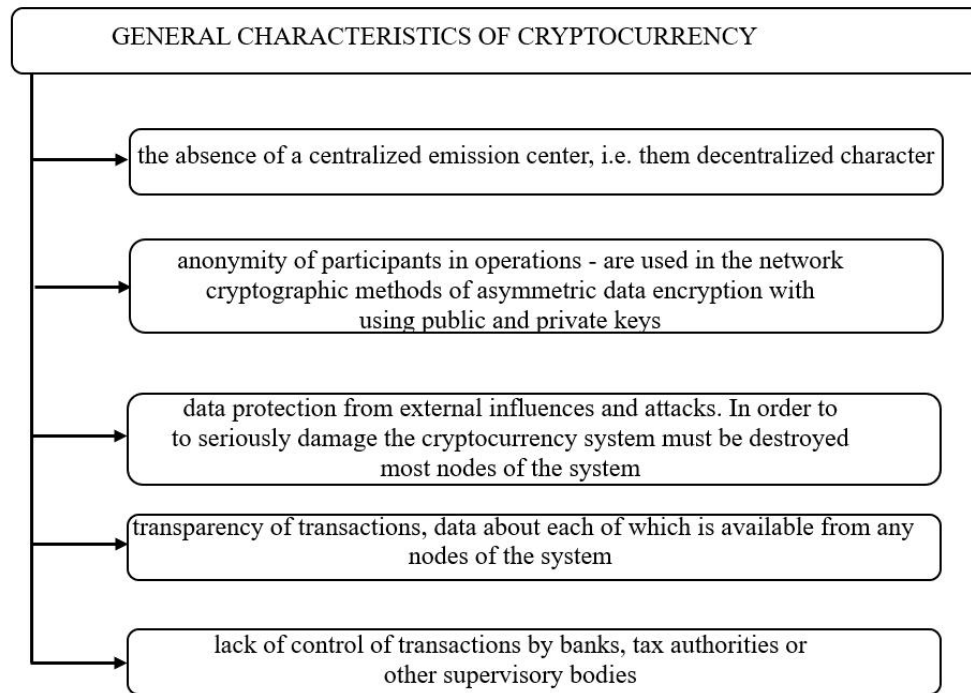 GENERAL CHARACTERISTICS OF CRYPTOCURRENCY
the absence of a centralized emission center, i.e. them decentralized character
anonymity of participants in operations - are used in the network
cryptographic methods of asymmetric data encryption with
using public and private keys
data protection from external influences and attacks. In order to
to seriously damage the cryptocurrency system must be destroyed
most nodes of the system
transparency of transactions, data about each of which is available from any
nodes of the system
lack of control of transactions by banks, tax authorities or
other supervisory bodies